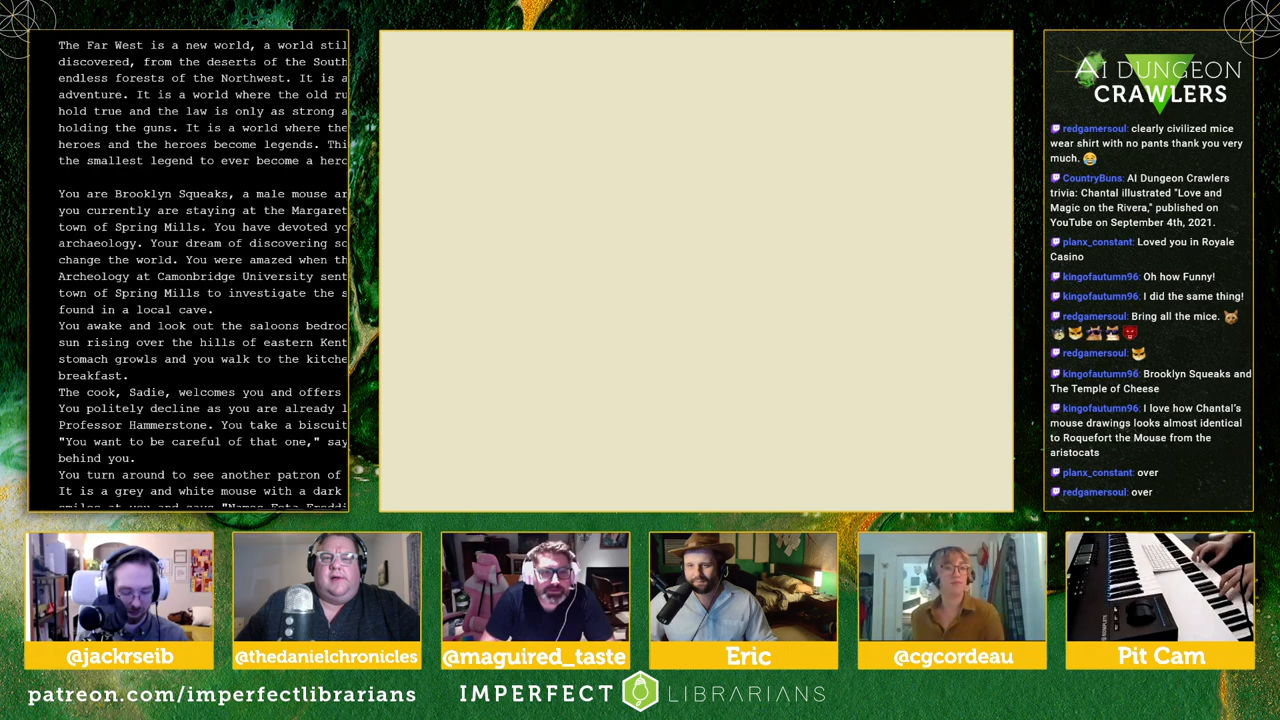 The Far West is a new world, a world stil
discovered, from the deserts of the South
endless forests of the Northwest. It is a
adventure. It is a world where the old ru
hold true and the law is only as strong a
holding the guns. It is a world where the
heroes and the heroes become legends. Thi
the smallest legend to ever become a hero
You are Brooklyn Squeaks, a male mouse ar
you currently are staying at the Margaret
town of Spring Mills. You have devoted yo
archaeology. Your dream of discovering so
change the world. You were amazed when th
Archeology at Camonbridge University sent
town of Spring Mills to investigate the s
found in a local cave.
You awake and look out the saloons bedroo
sun rising over the hills of eastern Kent
stomach growls and you walk to the kitche
breakfast.
The cook, Sadie, welcomes you and offers
You politely decline as you are already l
Professor Hammerstone. You take a biscuit
"You want to be careful of that one," say
behind you.
You turn around to see another patron of
It is a grey and white mouse with a dark
smiles at you and says "Names
AI DUNGEON
CRAWLERS
redgamersoul: clearly civilized mice
wear shirt with no pants thank you very
much. 😂
CountryBuns: AI Dungeon Crawlers
trivia: Chantal illustrated "Love and
Magic on the Rivera," published on
YouTube on September 4th, 2021.
planx_constant: Loved you in Royale
Casino
kingofautumn96: Oh how Funny!
kingofautumn96: I did the same thing!
redgamersoul: Bring all the mice.
redgamersoul:
kingofautumn96: Brooklyn Squeaks and
The Temple of Cheese
kingofautumn96: I love how Chantal's
mouse drawings looks almost identical
to Roquefort the Mouse from the
aristocats
planx_constant: over
redgamersoul: over
@jackrseib
@thedanielchronicles
@maguired_taste
Eric
@cgcordeau
Pit Cam
patreon.com/imperfectlibrarians
IMPERFECT LIBRARIANS